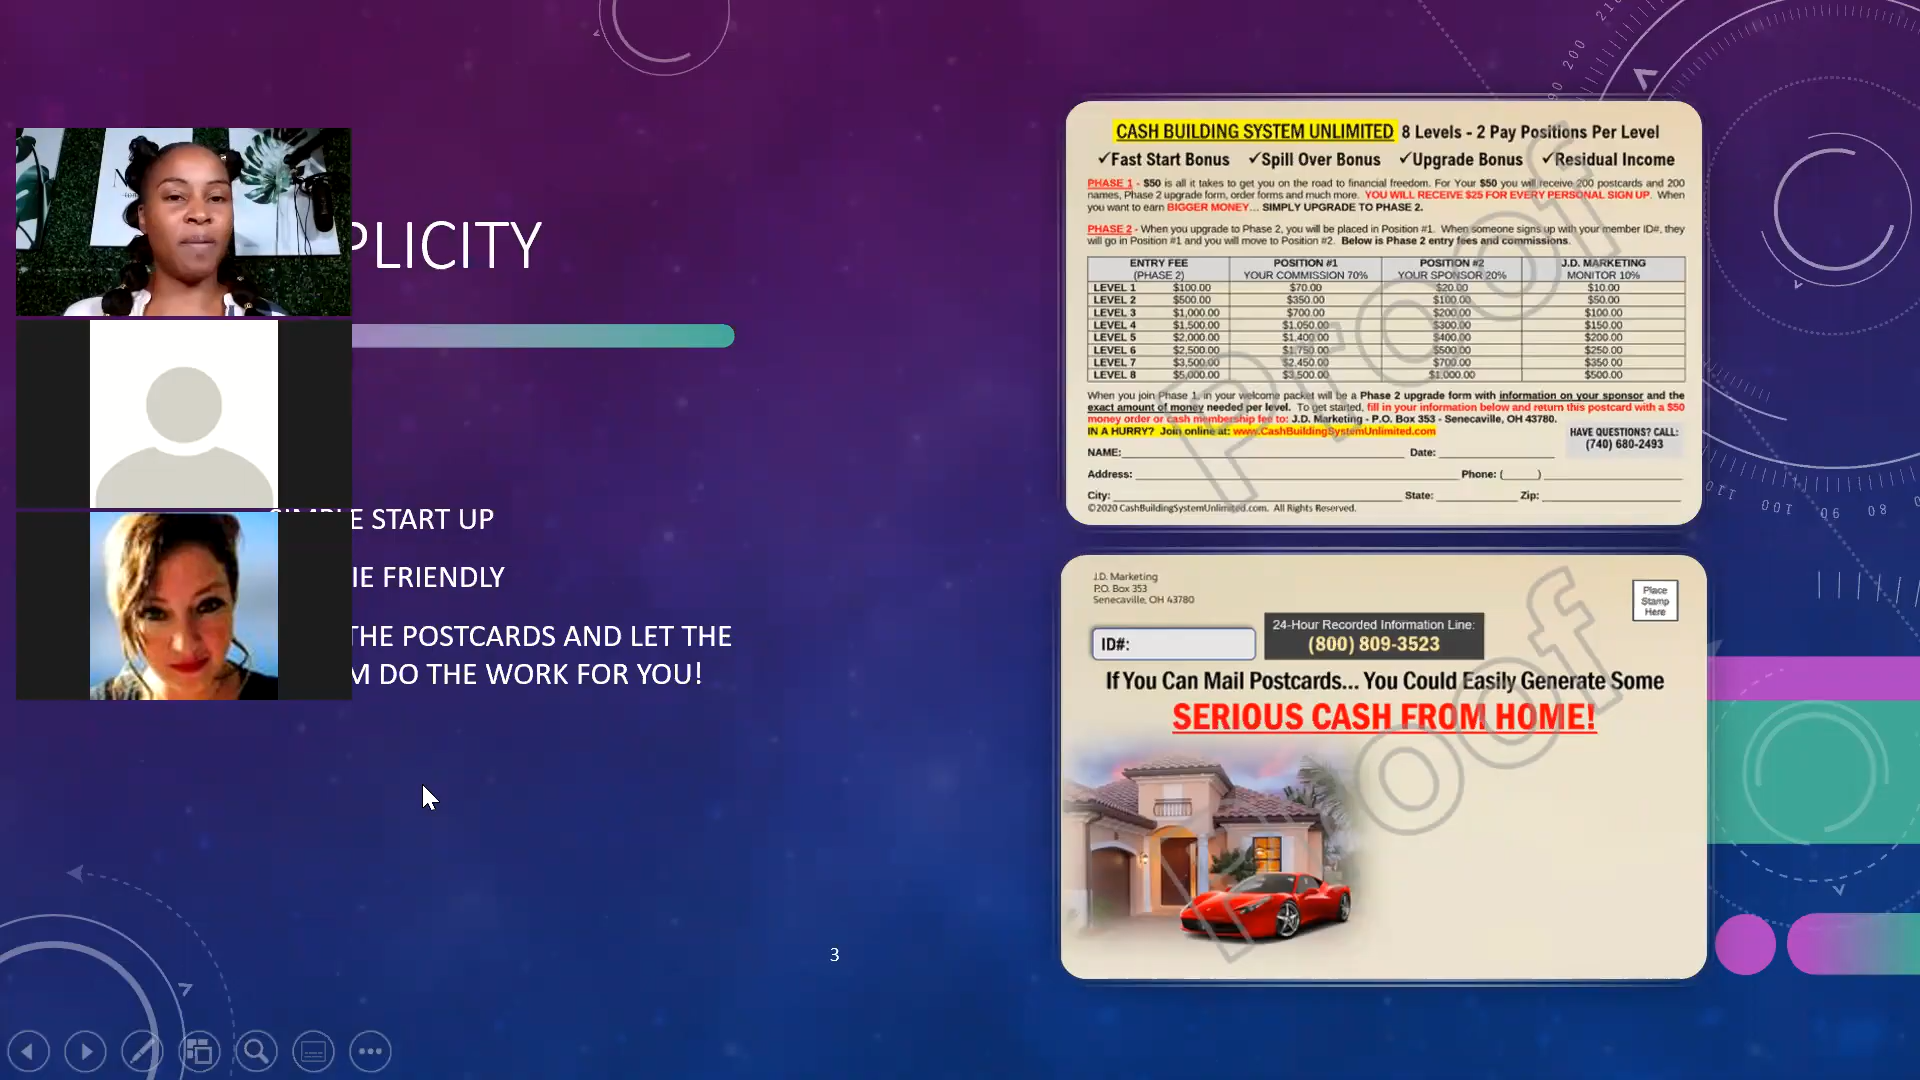 PLICITY
E START UP
IE FRIENDLY
THE POSTCARDS AND LET THE
M DO THE WORK FOR YOU!
3
CASH BUILDING SYSTEM UNLIMITED 8 Levels - 2 Pay Positions Per Level
✓Fast Start Bonus ✓Spill Over Bonus ✓Upgrade Bonus ✓Residual Income
PHASE 1 - $50 is all it takes to get you on the road to financial freedom. For Your $50 you will receive 200 postcards and 200
names, Phase 2 upgrade form, order forms and much more. YOU WILL RECEIVE $25 FOR EVERY PERSONAL SIGN UP. When
you want to earn BIGGER MONEY... SIMPLY UPGRADE TO PHASE 2.
PHASE 2 - When you upgrade to Phase 2, you will be placed in Position #1. When someone signs up with your member ID#, they
will go in Position #1 and you will move to Position #2. Below is Phase 2 entry fees and commissions.
ENTRY FEE POSITION #1 POSITION #2 J.D. MARKETING
(PHASE 2) YOUR COMMISSION 70% YOUR SPONSOR 20% MONITOR 10%
LEVEL 1 $100.00 $70.00 $20.00 $10.00
LEVEL 2 $500.00 $350.00 $100.00 $50.00
LEVEL 3 $1,000.00 $700.00 $200.00 $100.00
LEVEL 4 $1,500.00 $1,050.00 $300.00 $150.00
LEVEL 5 $2,000.00 $1,400.00 $400.00 $200.00
LEVEL 6 $2,500.00 $1,750.00 $500.00 $250.00
LEVEL 7 $3,500.00 $2,450.00 $700.00 $350.00
LEVEL 8 $5,000.00 $3,500.00 $1,000.00 $500.00
When you join Phase 1, in your welcome packet will be a Phase 2 upgrade form with information on your sponsor and the
exact amount of money needed per level. To get started, fill in your information below and return this postcard with a $50
money order or cash membership fee to: J.D. Marketing - P.O. Box 353 - Senecaville, OH 43780.
IN A HURRY? Join online at: www.CashBuildingSystemUnlimited.com
HAVE QUESTIONS? CALL:
(740) 680-2493
NAME: Date:
Address: Phone: ( )
City: State: Zip:
©2020 CashBuildingSystemUnlimited.com. All Rights Reserved.
Proof
J.D. Marketing
P.O. Box 353
Senecaville, OH 43780
Place
Stamp
Here
ID#:
24-Hour Recorded Information Line:
(800) 809-3523
If You Can Mail Postcards... You Could Easily Generate Some
SERIOUS CASH FROM HOME!
Proof